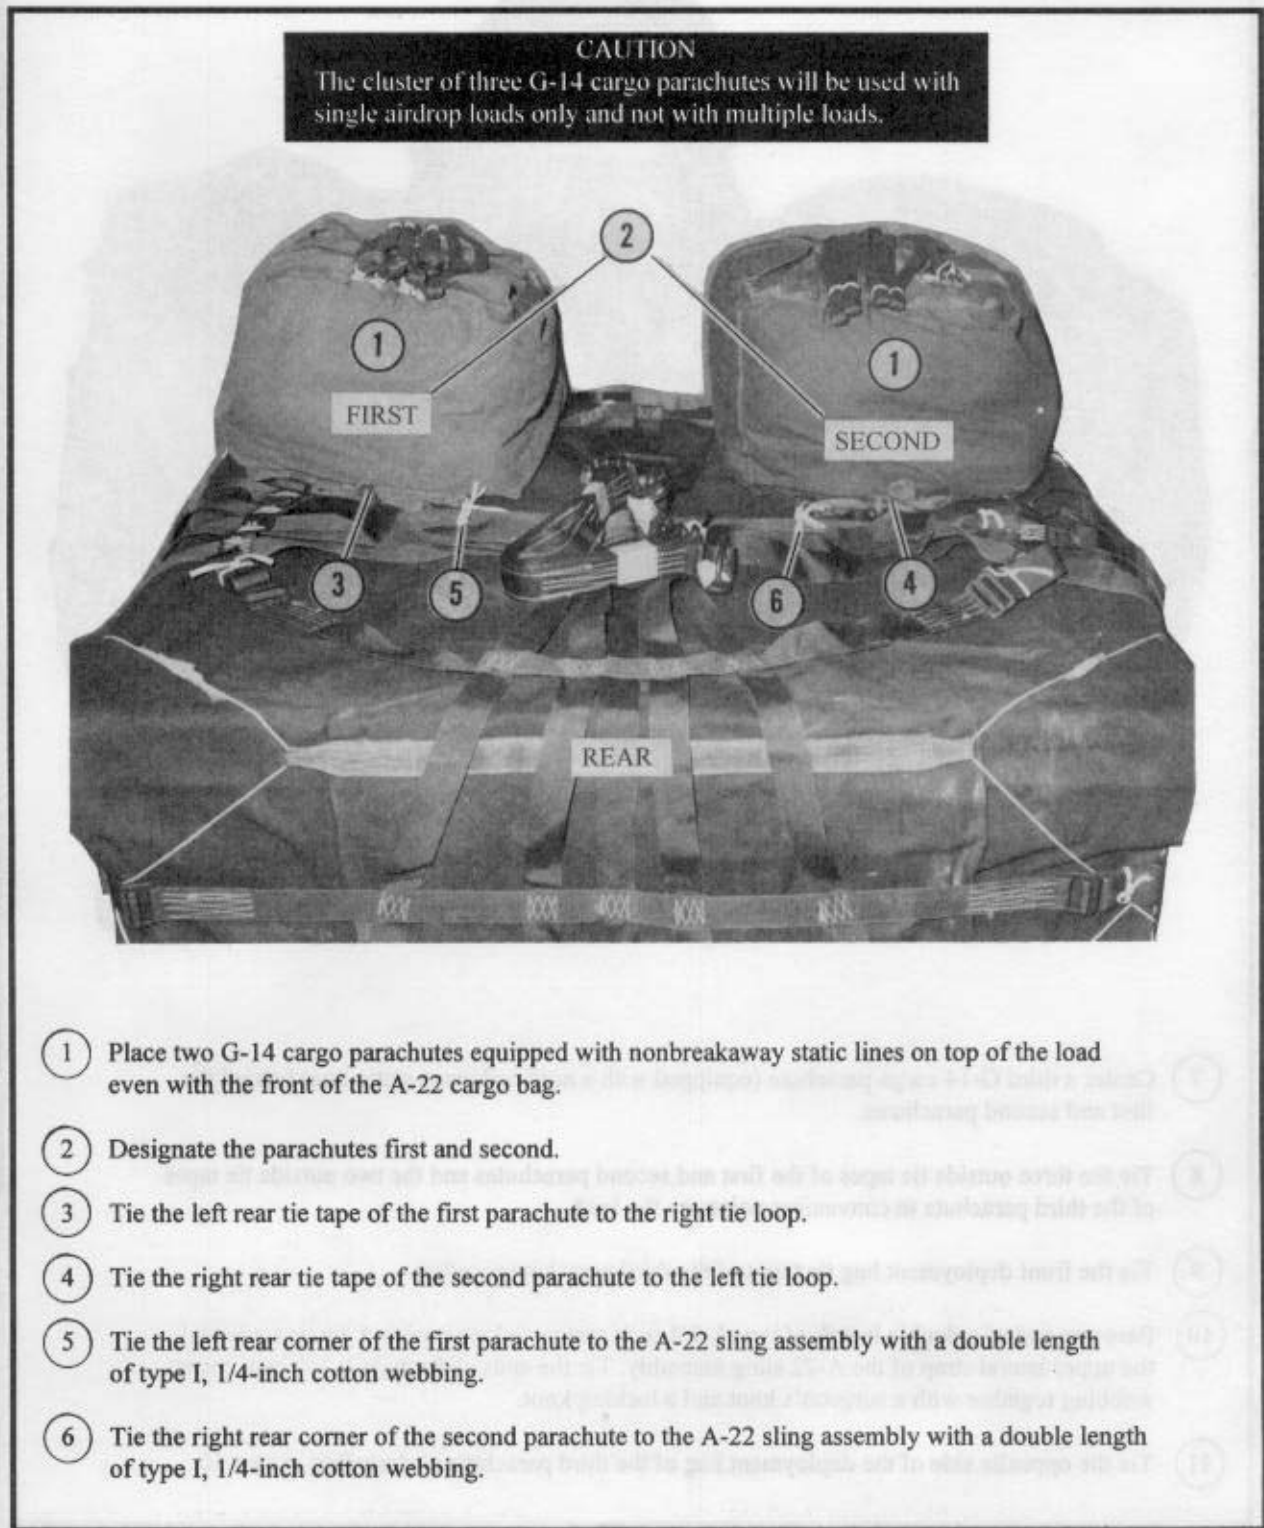 CAUTION
The cluster of three G-14 cargo parachutes will be used with
single airdrop loads only and not with multiple loads.
2
1
1
FIRST
SECOND
3
5
6
4
REAR
1 Place two G-14 cargo parachutes equipped with nonbreakaway static lines on top of the load
even with the front of the A-22 cargo bag.
2 Designate the parachutes first and second.
3 Tie the left rear tie tape of the first parachute to the right tie loop.
4 Tie the right rear tie tape of the second parachute to the left tie loop.
5 Tie the left rear corner of the first parachute to the A-22 sling assembly with a double length
of type I, 1/4-inch cotton webbing.
6 Tie the right rear corner of the second parachute to the A-22 sling assembly with a double length
of type I, 1/4-inch cotton webbing.